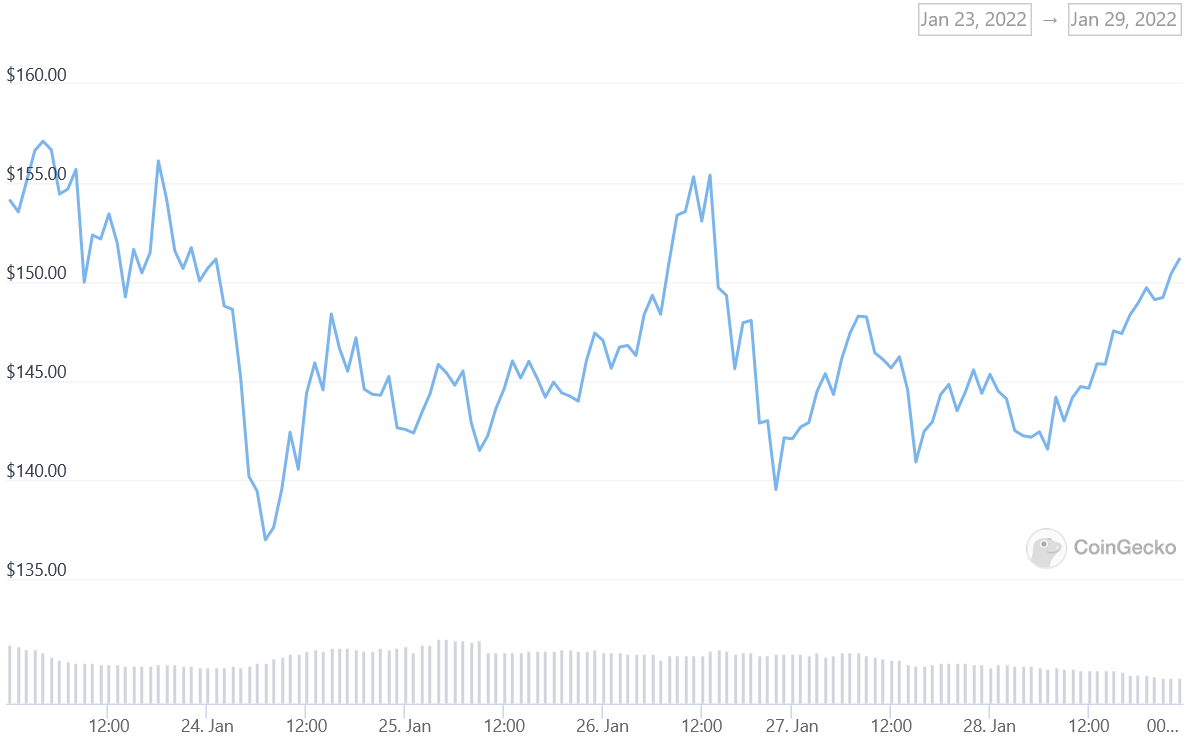 Jan 23, 2022 → Jan 29, 2022
$160.00
$155.00
$150.00
$145.00
$140.00
$135.00
CoinGecko
12:00 24. Jan 12:00 25. Jan 12:00 26. Jan 12:00 27. Jan 12:00 28. Jan 12:00 00...